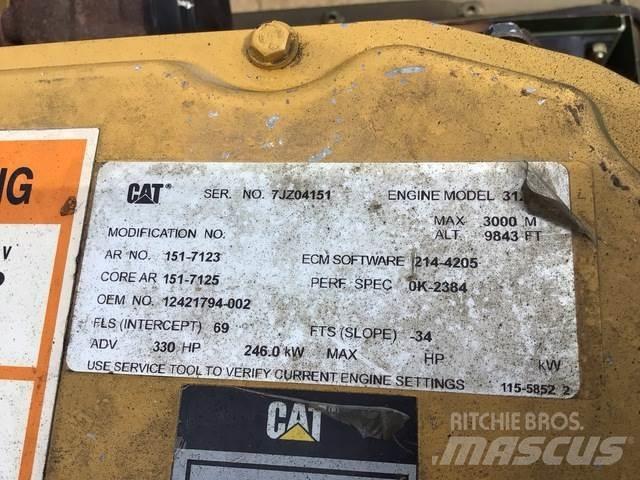 NG
V
P
CAT®
SER. NO. 7JZ04151
ENGINE MODEL
MAX 3000 M
ALT. 9843 FT
MODIFICATION NO.
AR NO. 151-7123
ECM SOFTWARE 214-4205
CORE AR 151-7125
PERF SPEC 0K-2384
OEM NO. 12421794-002
FLS (INTERCEPT) 69
FTS (SLOPE) -34
ADV 330 HP 246.0 kW MAX HP kW
USE SERVICE TOOL TO VERIFY CURRENT ENGINE SETTINGS
115-5852 2
CAT
RITCHIE BROS.
MASCUS